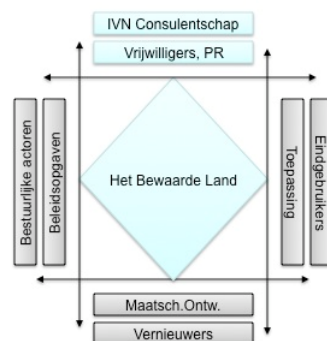 IVN Consulentschap
Vrijwilligers, PR
Bestuurlijke actoren
Beleidsopgaven
Het Bewaarde Land
Toepassing
Eindgebruikers
Maatsch.Ontw.
Vernieuwers